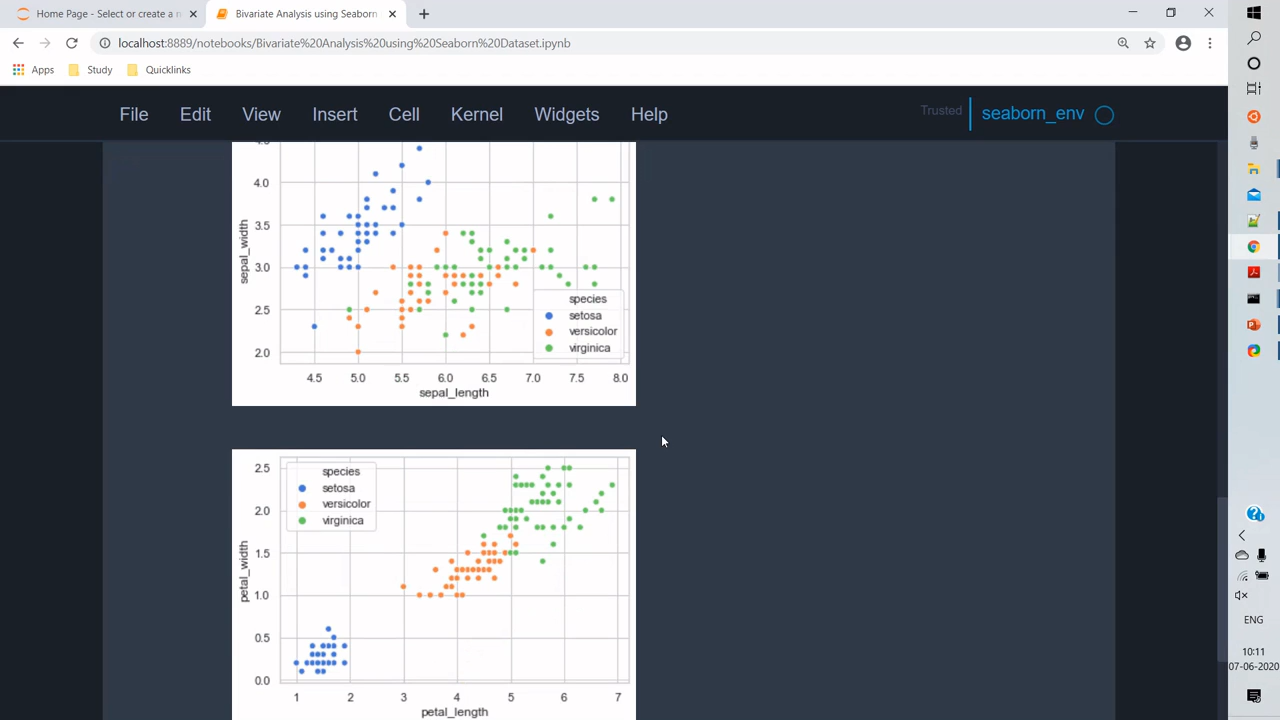 Home Page - Select or create a n
Bivariate Analysis using Seaborn
localhost:8889/notebooks/Bivariate%20Analysis%20using%20Seaborn%20Dataset.ipynb
Apps Study Quicklinks
File Edit View Insert Cell Kernel Widgets Help Trusted seaborn_env
4.0
3.5
3.0
2.5
2.0
sepal_width
species
setosa
versicolor
virginica
4.5 5.0 5.5 6.0 6.5 7.0 7.5 8.0
sepal_length
2.5
2.0
1.5
1.0
0.5
0.0
petal_width
species
setosa
versicolor
virginica
1 2 3 4 5 6 7
petal_length
ENG
10:11
07-06-2020